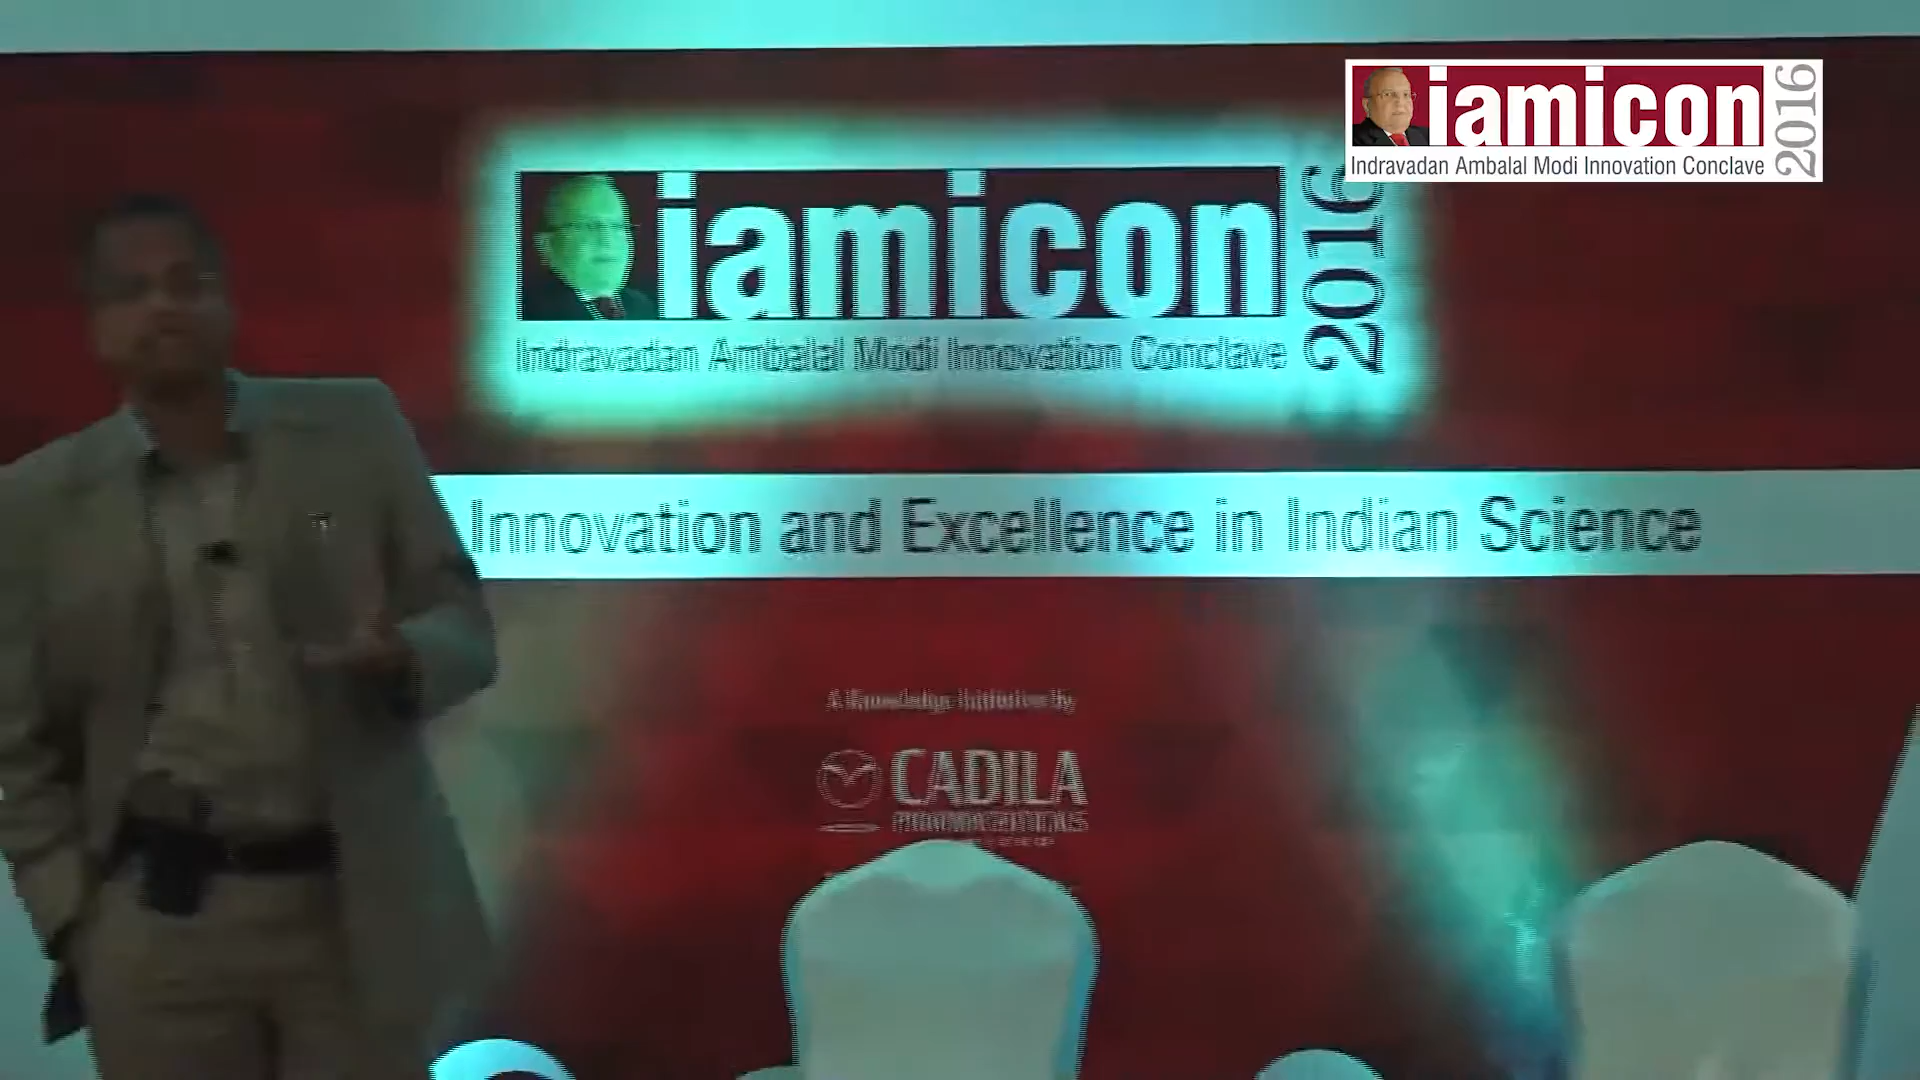 iamicon 2016
Indravadan Ambalal Modi Innovation Conclave
iamicon 2016
Indravadan Ambalal Modi Innovation Conclave
Innovation and Excellence in Indian Science
A Knowledge Initiative by
CADILA
PHARMACEUTICALS